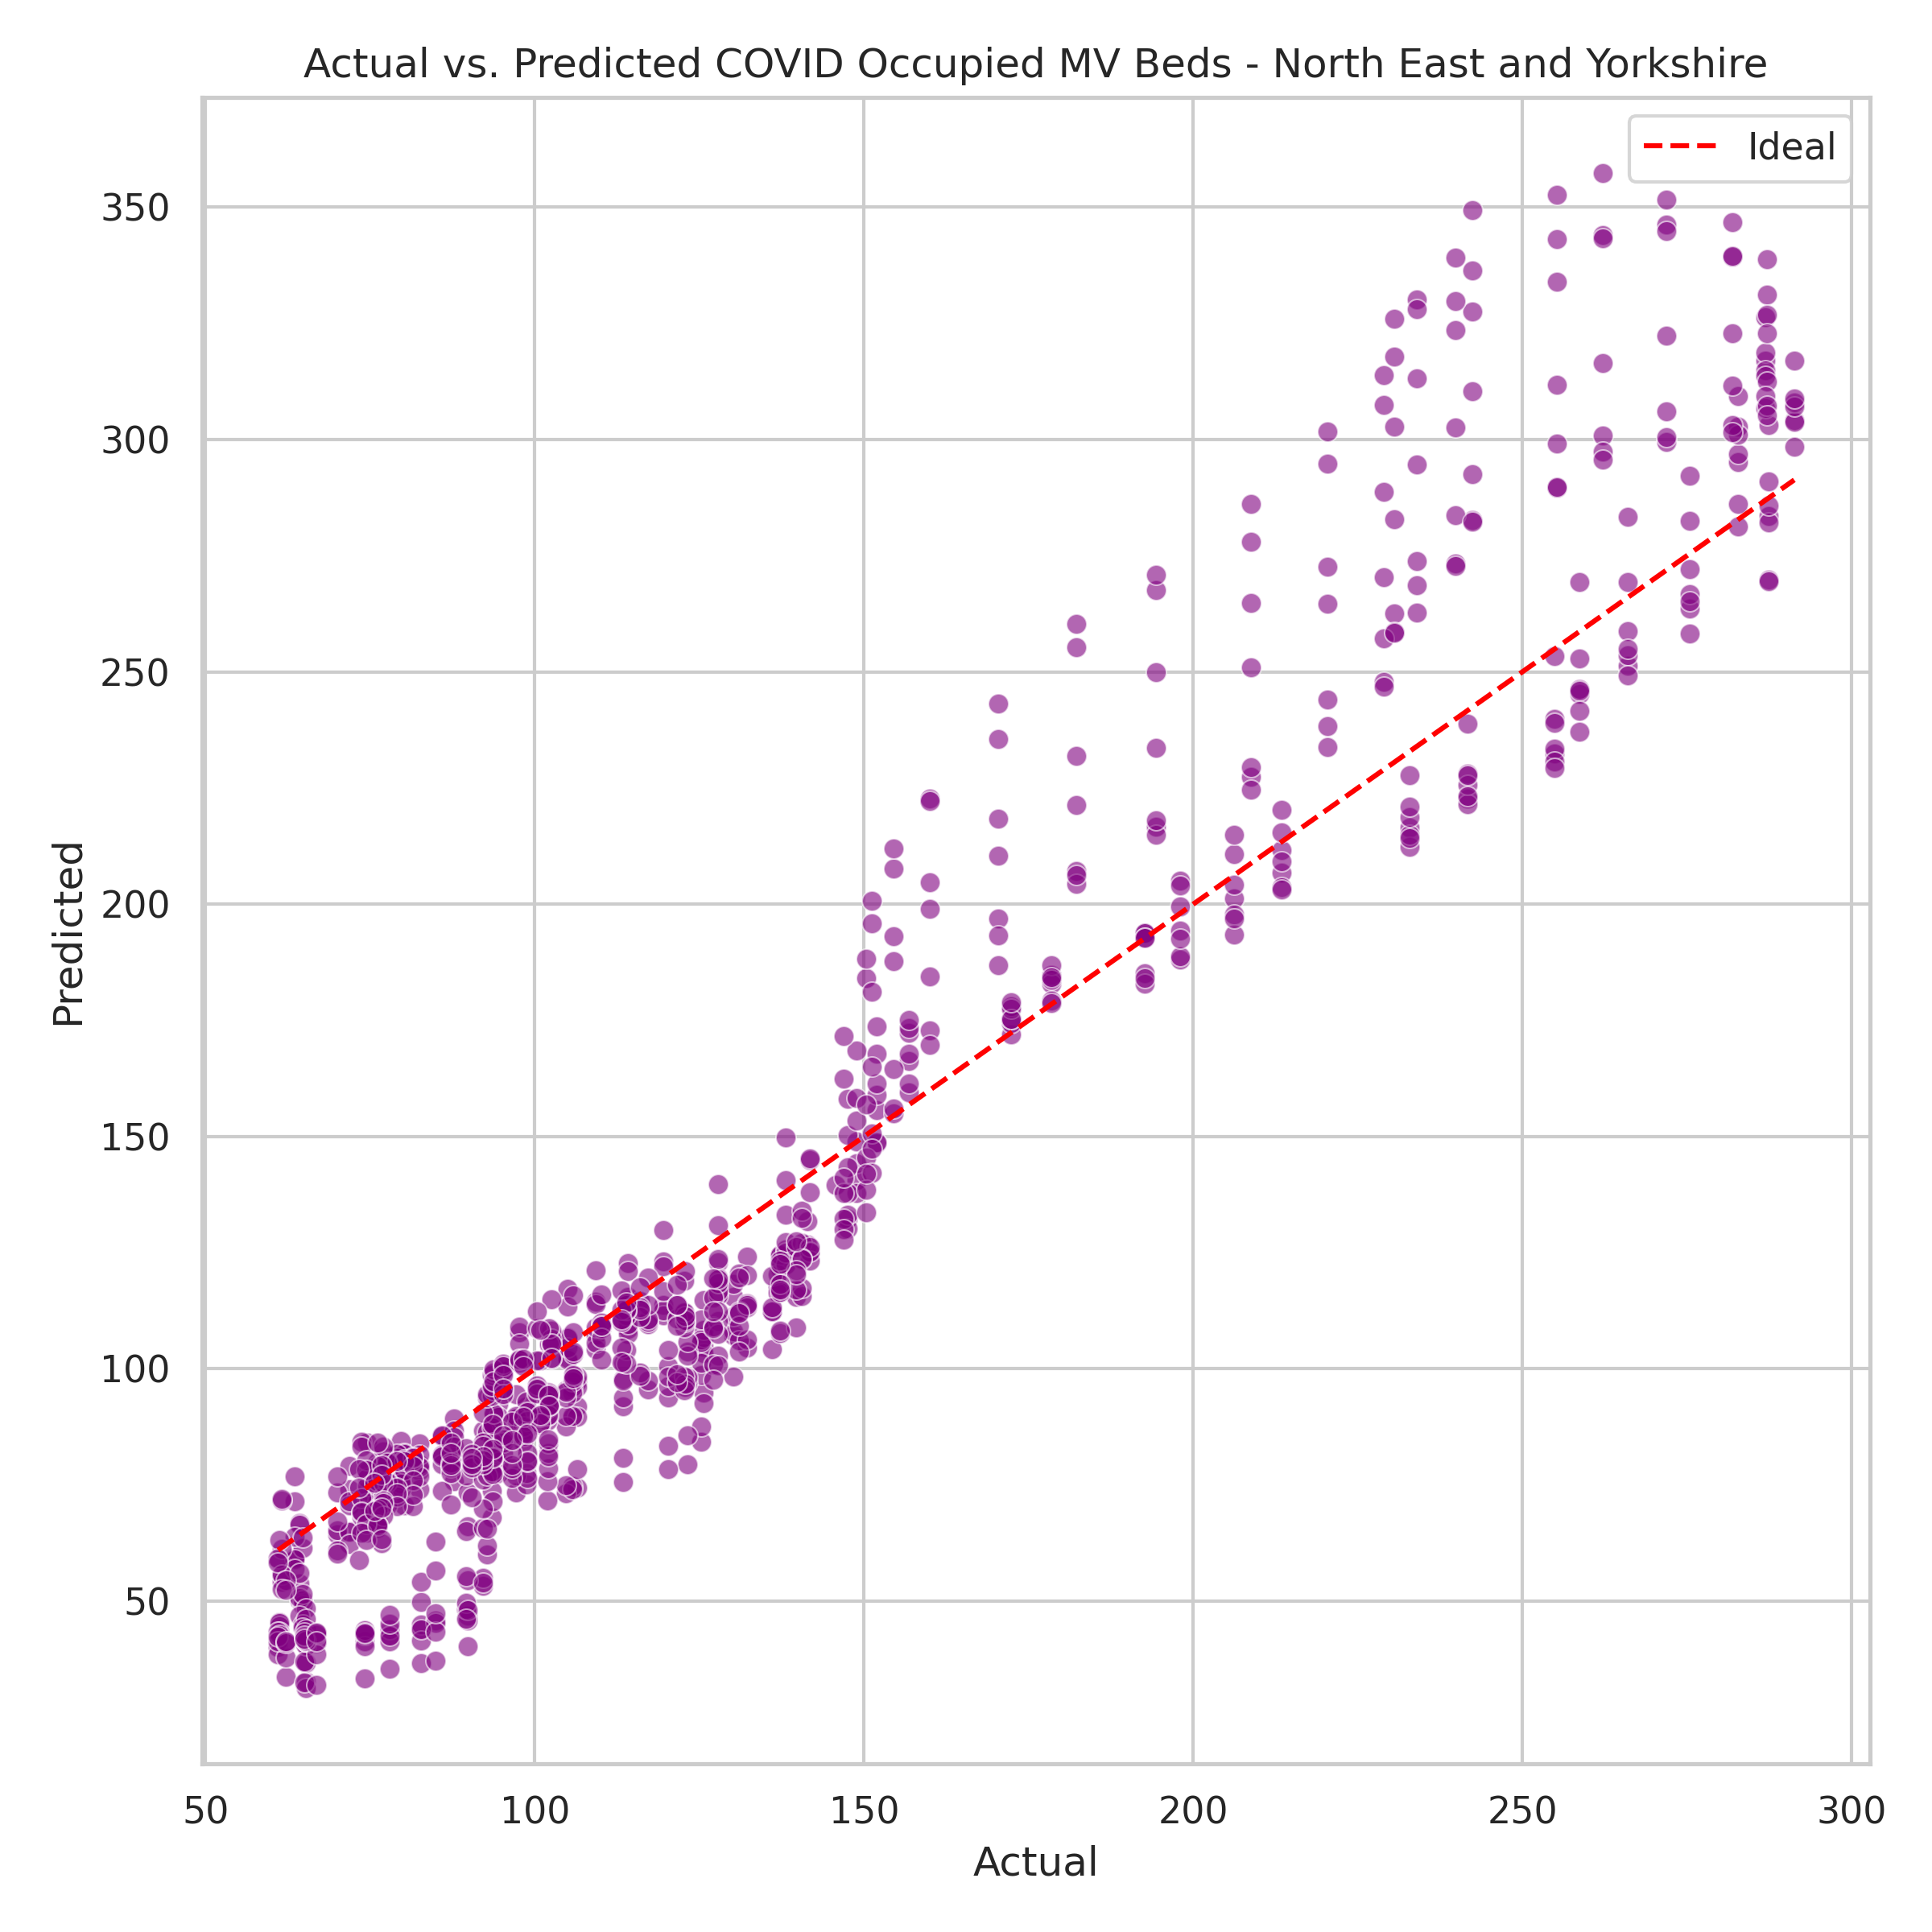 Actual vs. Predicted COVID Occupied MV Beds - North East and Yorkshire
Ideal
350
300
250
200
150
100
50
Predicted
50 100 150 200 250 300
Actual